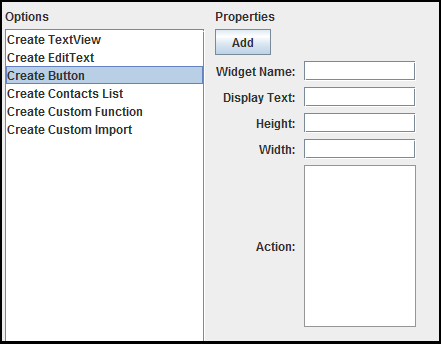 Options
Create TextView
Create EditText
Create Button
Create Contacts List
Create Custom Function
Create Custom Import
Properties
Add
Widget Name:
Display Text:
Height:
Width:
Action: